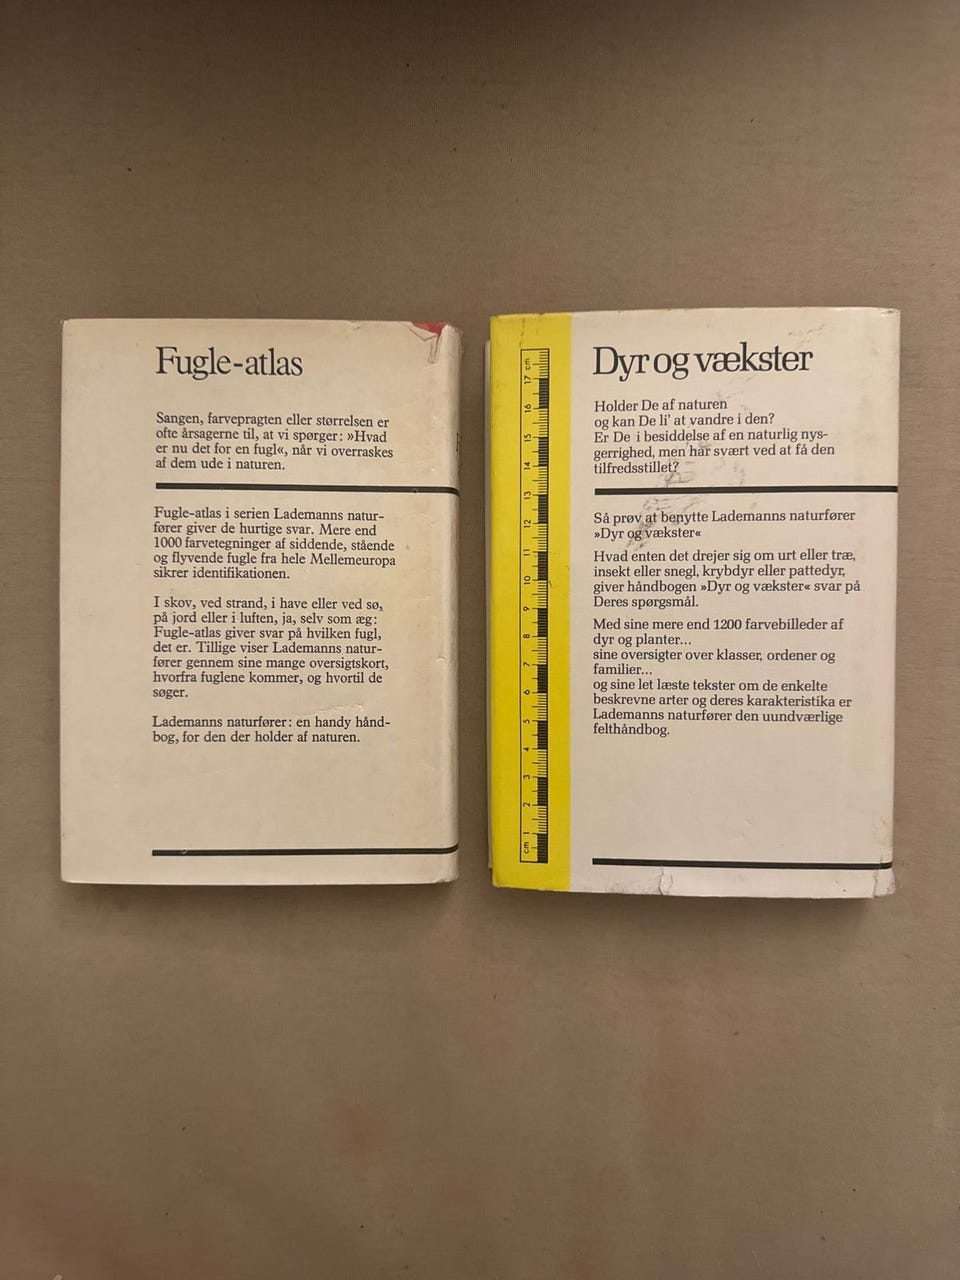 Fugle-atlas
Sangen, farvepragten eller størrelsen er
ofte årsagerne til, at vi spørger: »Hvad
er nu det for en fugl«, når vi overraskes
af dem ude i naturen.
Fugle-atlas i serien Lademanns natur-
fører giver de hurtige svar. Mere end
1000 farvetegninger af siddende, stående
og flyvende fugle fra hele Mellemeuropa
sikrer identifikationen.
I skov, ved strand, i have eller ved sø,
på jord eller i luften, ja, selv som æg:
Fugle-atlas giver svar på hvilken fugl,
det er. Tillige viser Lademanns natur-
fører gennem sine mange oversigtskort,
hvorfra fuglene kommer, og hvortil de
søger.
Lademanns naturfører: en handy hånd-
bog, for den der holder af naturen.
cm 1 2 3 4 5 6 7 8 9 10 11 12 13 14 15 16 17 cm
Dyr og vækster
Holder De af naturen
og kan De li' at vandre i den?
Er De i besiddelse af en naturlig nys-
gerrighed, men har svært ved at få den
tilfredsstillet?
Så prøv at benytte Lademanns naturfører
»Dyr og vækster«
Hvad enten det drejer sig om urt eller træ,
insekt eller snegl, krybdyr eller pattedyr,
giver håndbogen »Dyr og vækster« svar på
Deres spørgsmål.
Med sine mere end 1200 farvebilleder af
dyr og planter...
sine oversigter over klasser, ordener og
familier...
og sine let læste tekster om de enkelte
beskrevne arter og deres karakteristika er
Lademanns naturfører den uundværlige
felthåndbog.